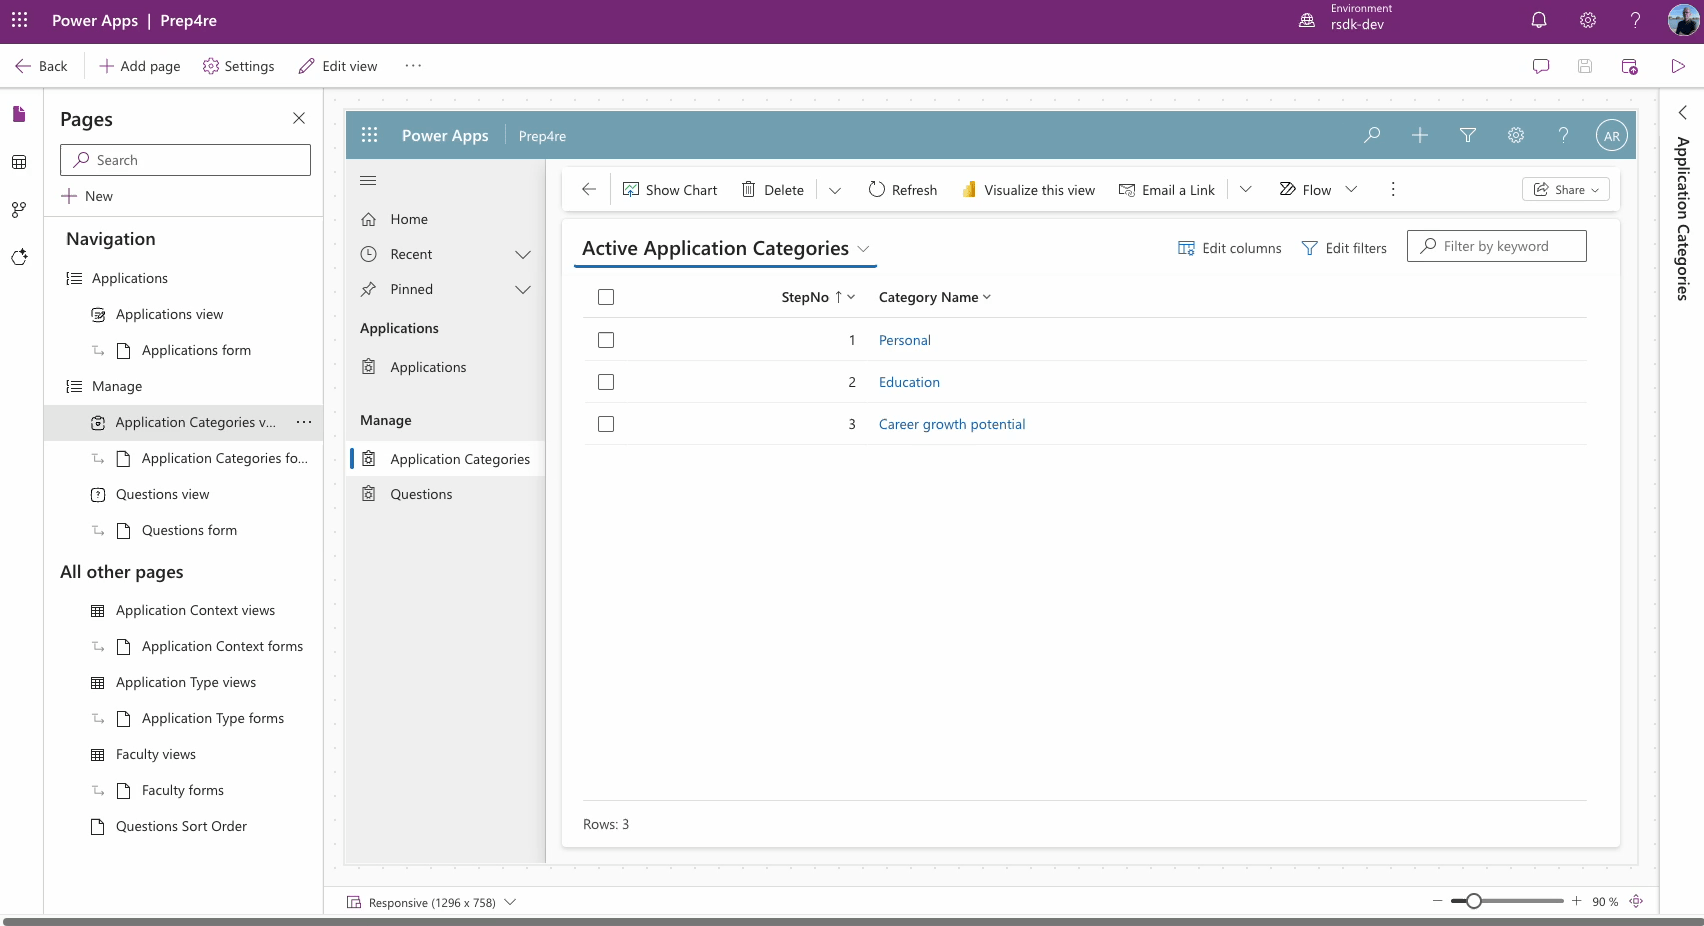 Power Apps | Prep4re
Environment
rsdk-dev
Back
Add page
Settings
Edit view
Pages
Search
New
Navigation
Applications
Applications view
Applications form
Manage
Application Categories v...
Application Categories fo...
Questions view
Questions form
All other pages
Application Context views
Application Context forms
Application Type views
Application Type forms
Faculty views
Faculty forms
Questions Sort Order
Power Apps
Prep4re
AR
Home
Recent
Pinned
Applications
Applications
Manage
Application Categories
Questions
Show Chart
Delete
Refresh
Visualize this view
Email a Link
Flow
Share
Active Application Categories
Edit columns
Edit filters
Filter by keyword
StepNo ↑
Category Name
1 Personal
2 Education
3 Career growth potential
Rows: 3
Application Categories
Responsive (1296 x 758)
90 %